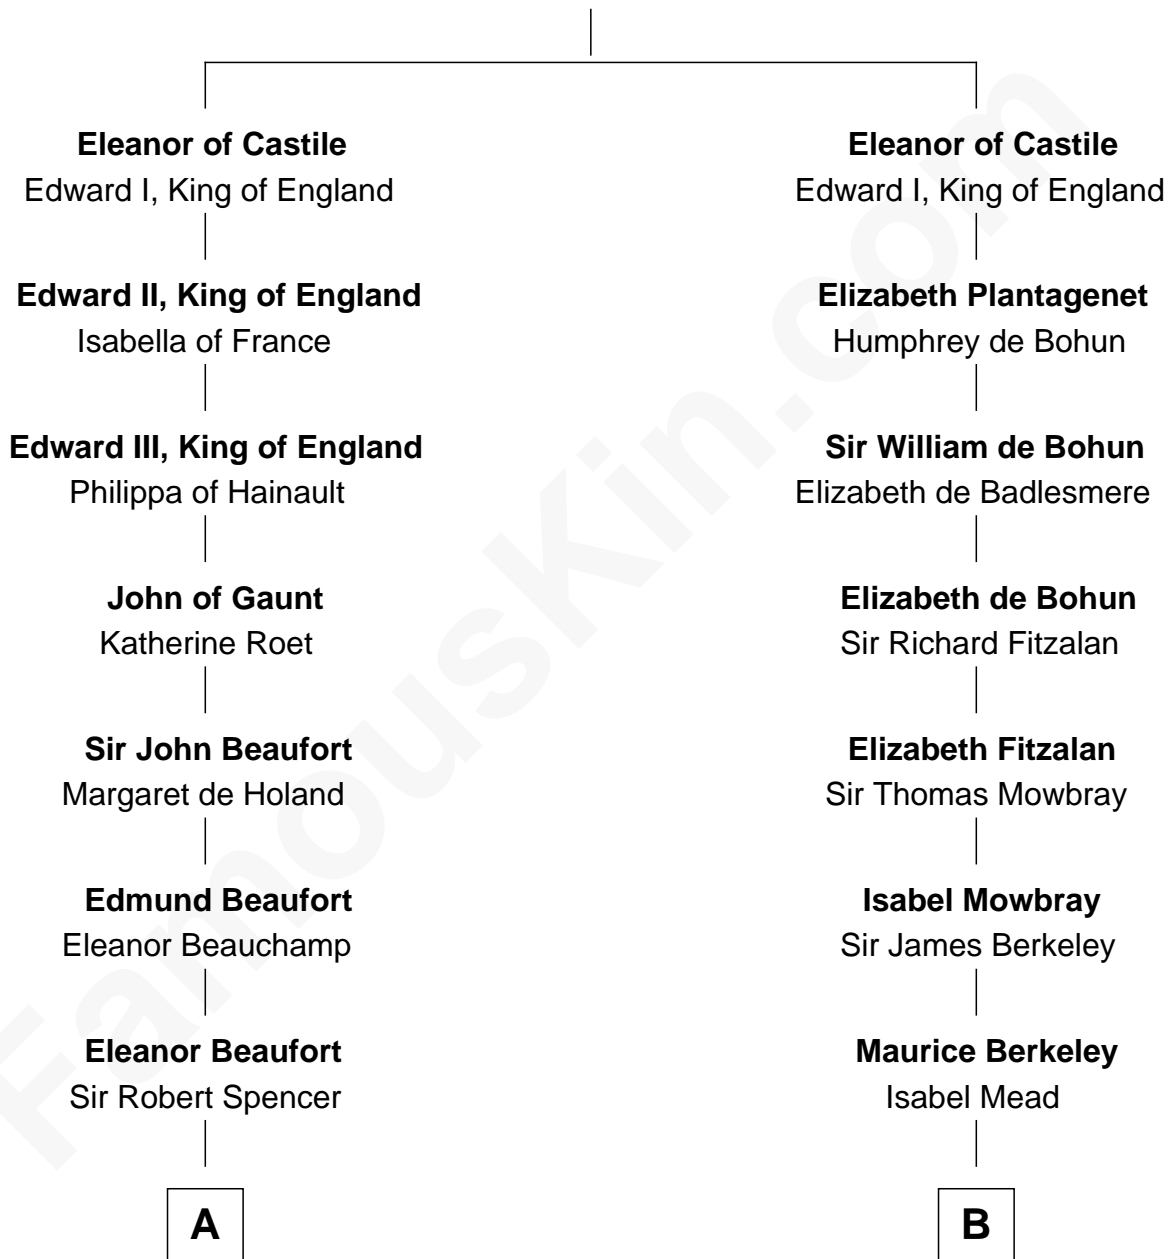 Eleanor of Castile
Edward I, King of England
Edward II, King of England
Isabella of France
Edward III, King of England
Philippa of Hainault
John of Gaunt
Katherine Roet
Sir John Beaufort
Margaret de Holand
Edmund Beaufort
Eleanor Beauchamp
Eleanor Beaufort
Sir Robert Spencer
A
Eleanor of Castile
Edward I, King of England
Elizabeth Plantagenet
Humphrey de Bohun
Sir William de Bohun
Elizabeth de Badlesmere
Elizabeth de Bohun
Sir Richard Fitzalan
Elizabeth Fitzalan
Sir Thomas Mowbray
Isabel Mowbray
Sir James Berkeley
Maurice Berkeley
Isabel Mead
B
FamousKin.com